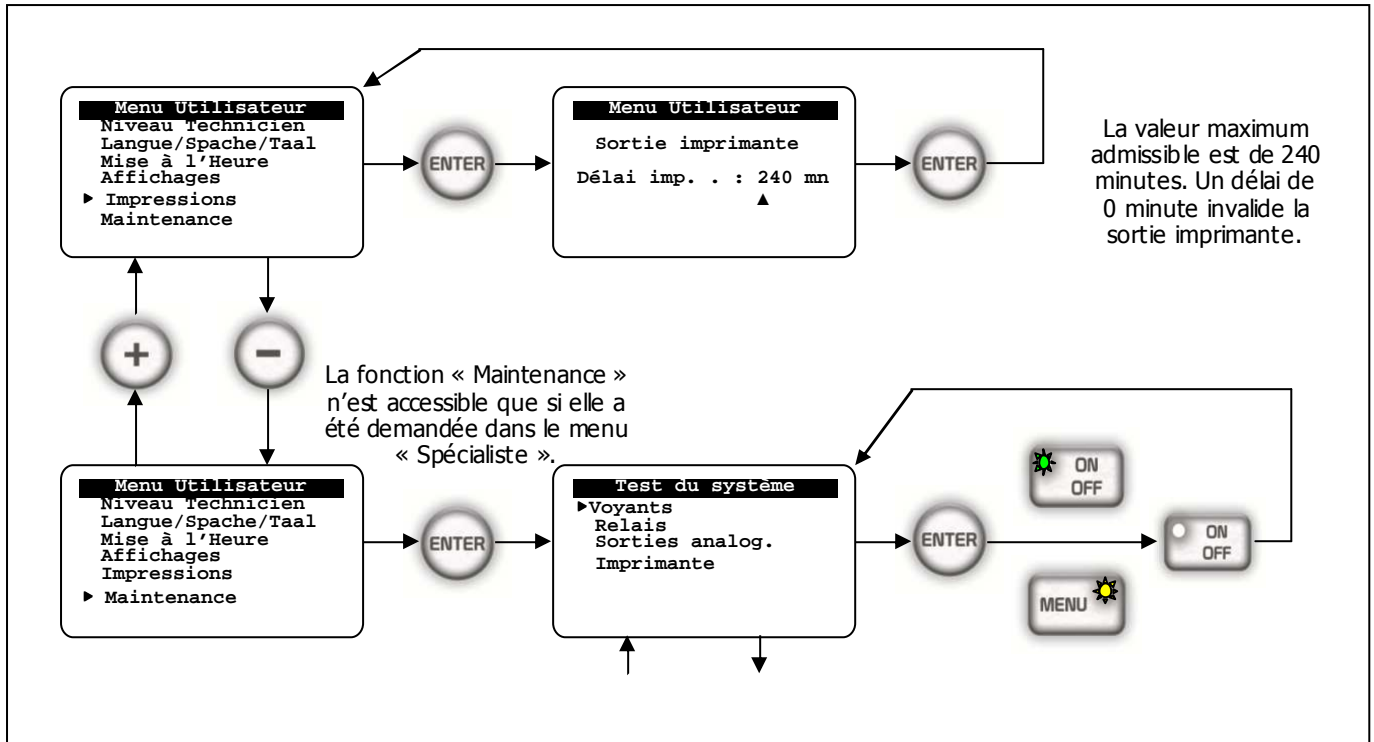 Menu Utilisateur
Niveau Technicien
Langue/Spache/Taal
Mise à l'Heure
Affichages
▶ Impressions
Maintenance
ENTER
Menu Utilisateur
Sortie imprimante
Délai imp. . : 240 mn
▲
ENTER
La valeur maximum
admissible est de 240
minutes. Un délai de
0 minute invalide la
sortie imprimante.
+
-
La fonction « Maintenance »
n'est accessible que si elle a
été demandée dans le menu
« Spécialiste ».
Menu Utilisateur
Niveau Technicien
Langue/Spache/Taal
Mise à l'Heure
Affichages
Impressions
▶ Maintenance
ENTER
Test du système
▶Voyants
Relais
Sorties analog.
Imprimante
ENTER
ON
OFF
MENU
ON
OFF